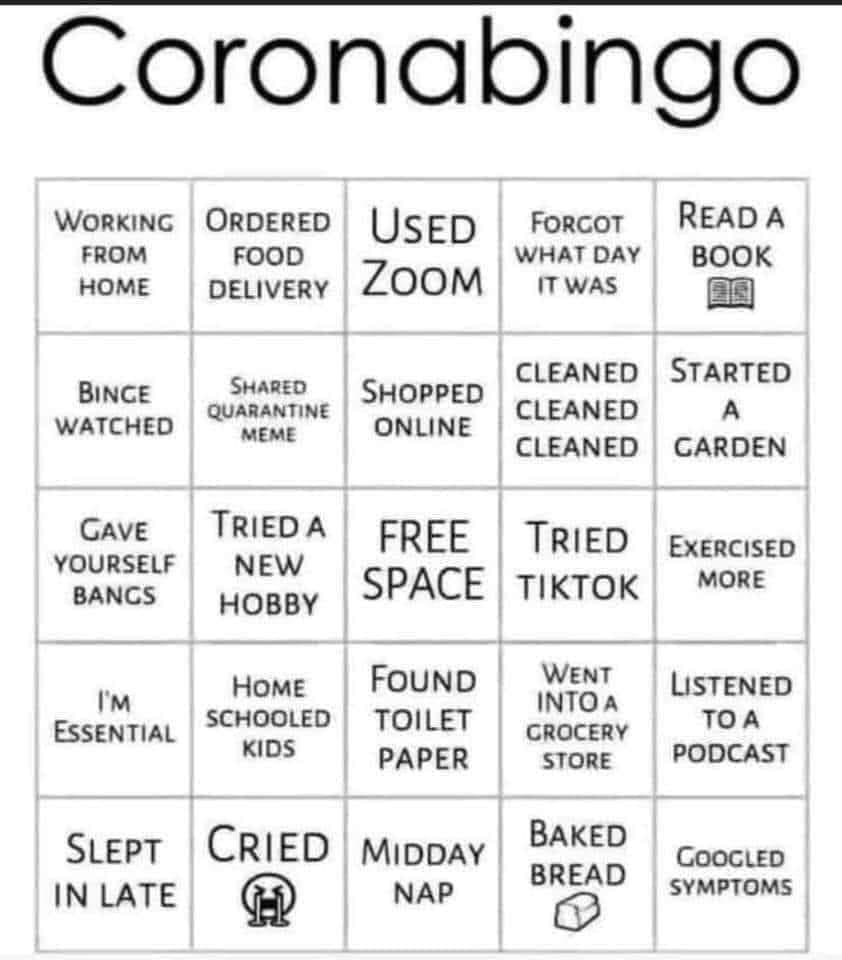 Coronabingo
WORKING
FROM
HOME
ORDERED
FOOD
DELIVERY
USED
ZOOM
FORGOT
WHAT DAY
IT WAS
READ A
BOOK
BINGE
WATCHED
SHARED
QUARANTINE
MEME
SHOPPED
ONLINE
CLEANED
CLEANED
CLEANED
STARTED
A
GARDEN
GAVE
YOURSELF
BANGS
TRIED A
NEW
HOBBY
FREE
SPACE
TRIED
TIKTOK
EXERCISED
MORE
I'M
ESSENTIAL
HOME
SCHOOLED
KIDS
FOUND
TOILET
PAPER
WENT
INTO A
GROCERY
STORE
LISTENED
TO A
PODCAST
SLEPT
IN LATE
CRIED
MIDDAY
NAP
BAKED
BREAD
GOOGLED
SYMPTOMS